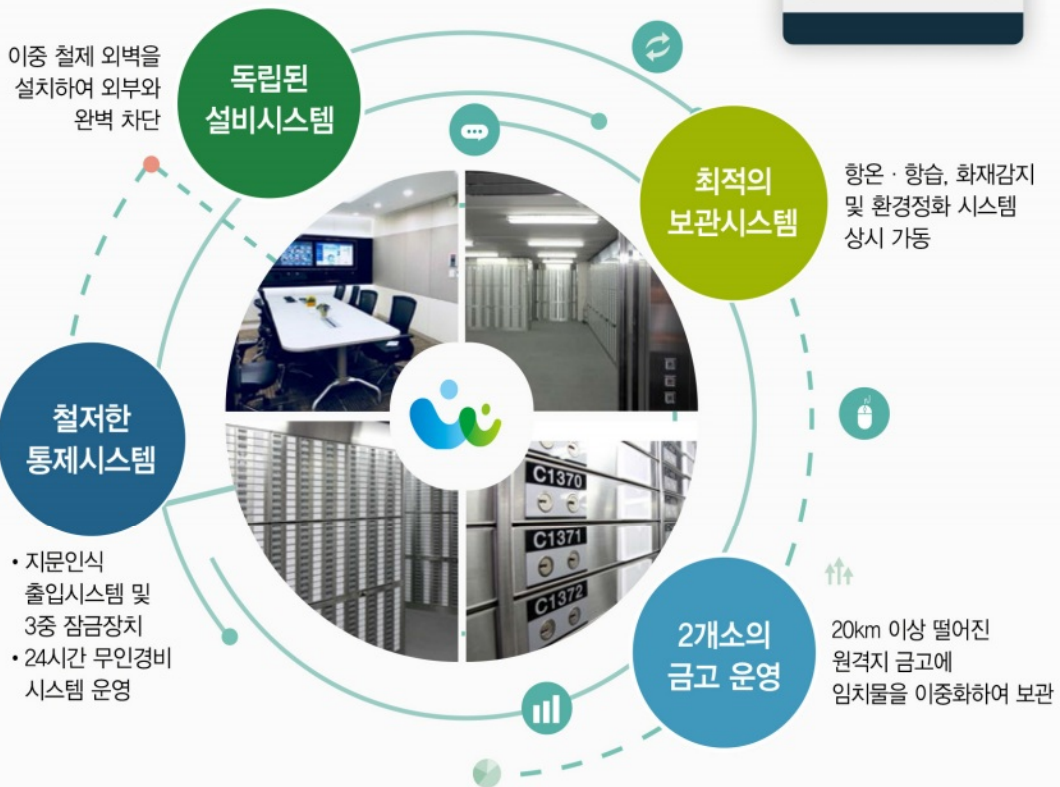 이중 철제 외벽을
설치하여 외부와
완벽 차단
독립된
설비시스템
최적의
보관시스템
항온 · 항습, 화재감지
및 환경정화 시스템
상시 가동
철저한
통제시스템
• 지문인식
출입시스템 및
3중 잠금장치
• 24시간 무인경비
시스템 운영
C1370
C1371
C1372
2개소의
금고 운영
20km 이상 떨어진
원격지 금고에
임치물을 이중화하여 보관